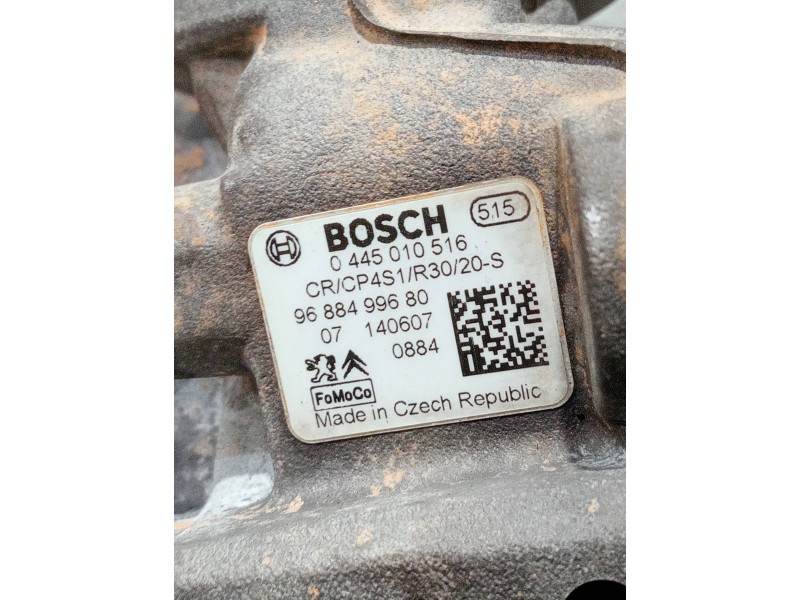 BOSCH
515
0 445 010 516
CR/CP4S1/R30/20-S
96 884 996 80
07 140607
0884
FoMoCo
Made in Czech Republic